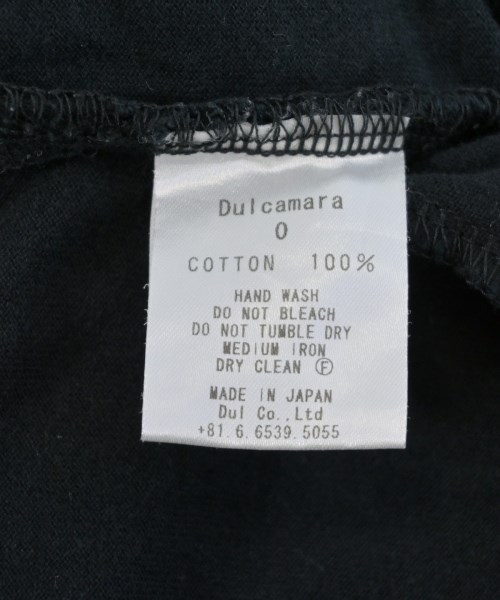 Dulcamara
0
COTTON 100%
HAND WASH
DO NOT BLEACH
DO NOT TUMBLE DRY
MEDIUM IRON
DRY CLEAN Ⓕ
MADE IN JAPAN
Dul Co.,Ltd
+81.6.6539.5055